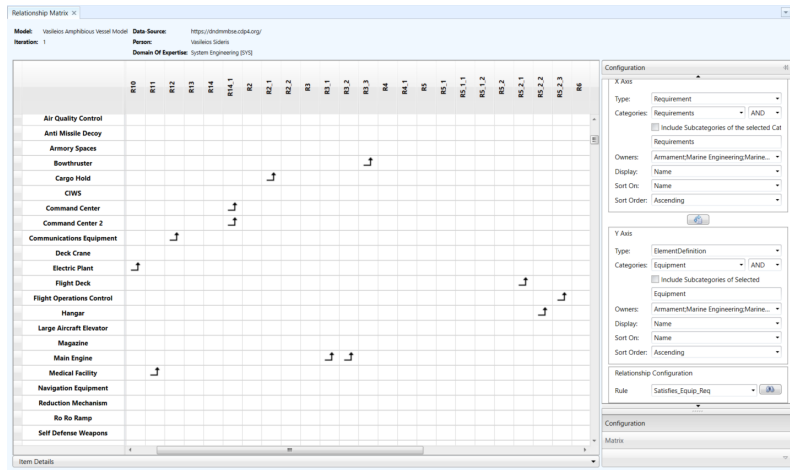 Relationship Matrix ×
Model: Vasileios Amphibious Vessel Model Data-Source: https://dndmmbse.cdp4.org/
Iteration: 1 Person: Vasileios Sideris
Domain Of Expertise: System Engineering [SYS]
R10 R11 R12 R13 R14 R14_1 R2 R2_1 R2_2 R3 R3_1 R3_2 R3_3 R4 R4_1 R5 R5_1_1 R5_1_2 R5_2 R5_2_1 R5_2_2 R5_2_3 R6
Air Quality Control
Anti Missile Decoy
Armory Spaces
Bowthruster
Cargo Hold
CIWS
Command Center
Command Center 2
Communications Equipment
Deck Crane
Electric Plant
Flight Deck
Flight Operations Control
Hangar
Large Aircraft Elevator
Magazine
Main Engine
Medical Facility
Navigation Equipment
Reduction Mechanism
Ro Ro Ramp
Self Defense Weapons
Item Details
Configuration
X Axis
Type: Requirement
Categories: Requirements AND
Include Subcategories of the selected Cat
Requirements
Owners: Armament;Marine Engineering;Marine...
Display: Name
Sort On: Name
Sort Order: Ascending
Y Axis
Type: ElementDefinition
Categories: Equipment AND
Include Subcategories of Selected
Equipment
Owners: Armament;Marine Engineering;Marine...
Display: Name
Sort On: Name
Sort Order: Ascending
Relationship Configuration
Rule Satisfies_Equip_Req
Configuration
Matrix